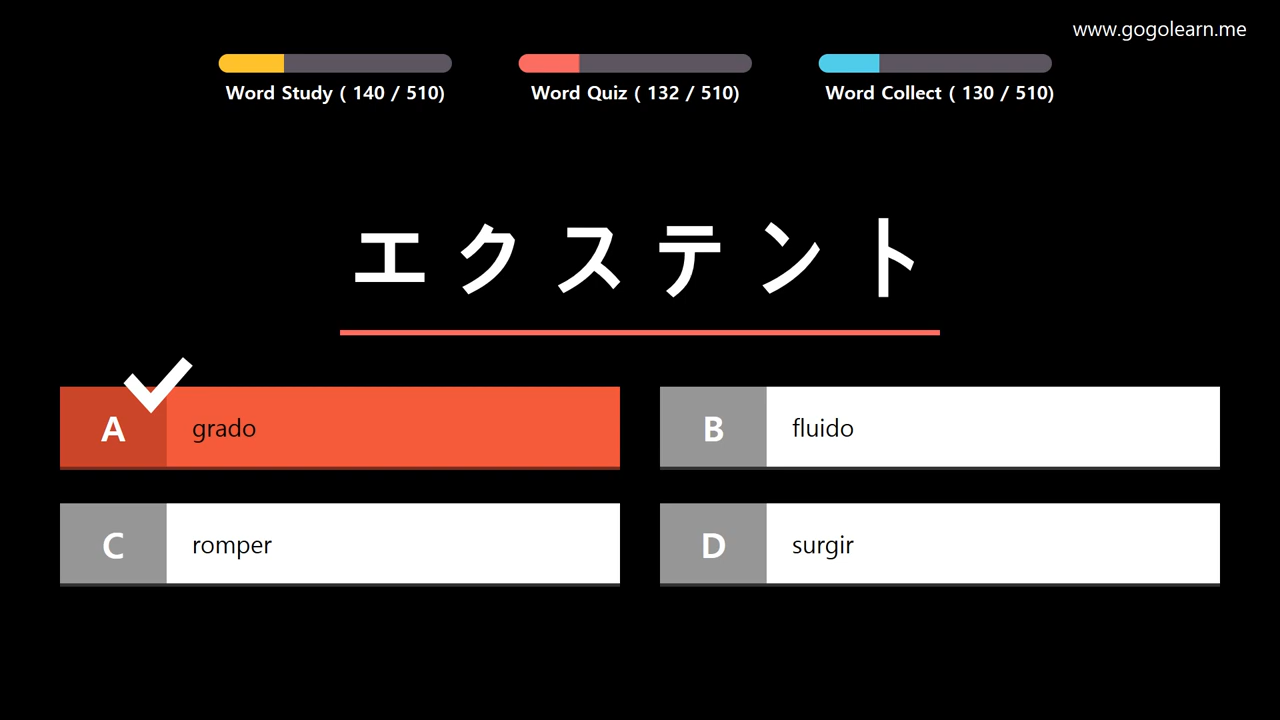 www.gogolearn.me
Word Study ( 140 / 510)
Word Quiz ( 132 / 510)
Word Collect ( 130 / 510)
エクステント
A grado
B fluido
C romper
D surgir